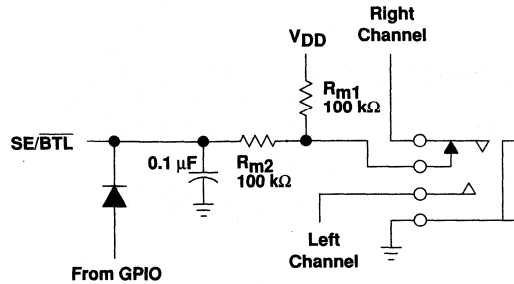 Right
Channel
VDD
Rm1
100 kΩ
SE/BTL
0.1 μF
Rm2
100 kΩ
Left
Channel
From GPIO